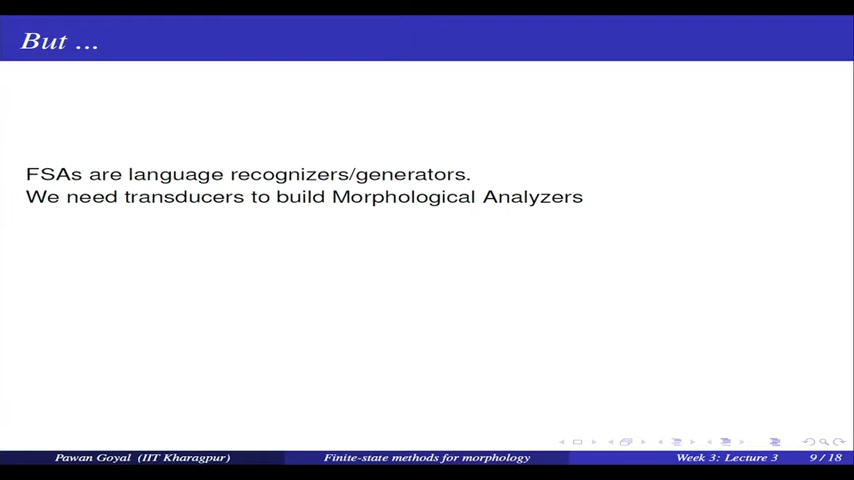 But ...
FSAs are language recognizers/generators.
We need transducers to build Morphological Analyzers
Pawan Goyal (IIT Kharagpur) Finite-state methods for morphology Week 3: Lecture 3 9 / 18